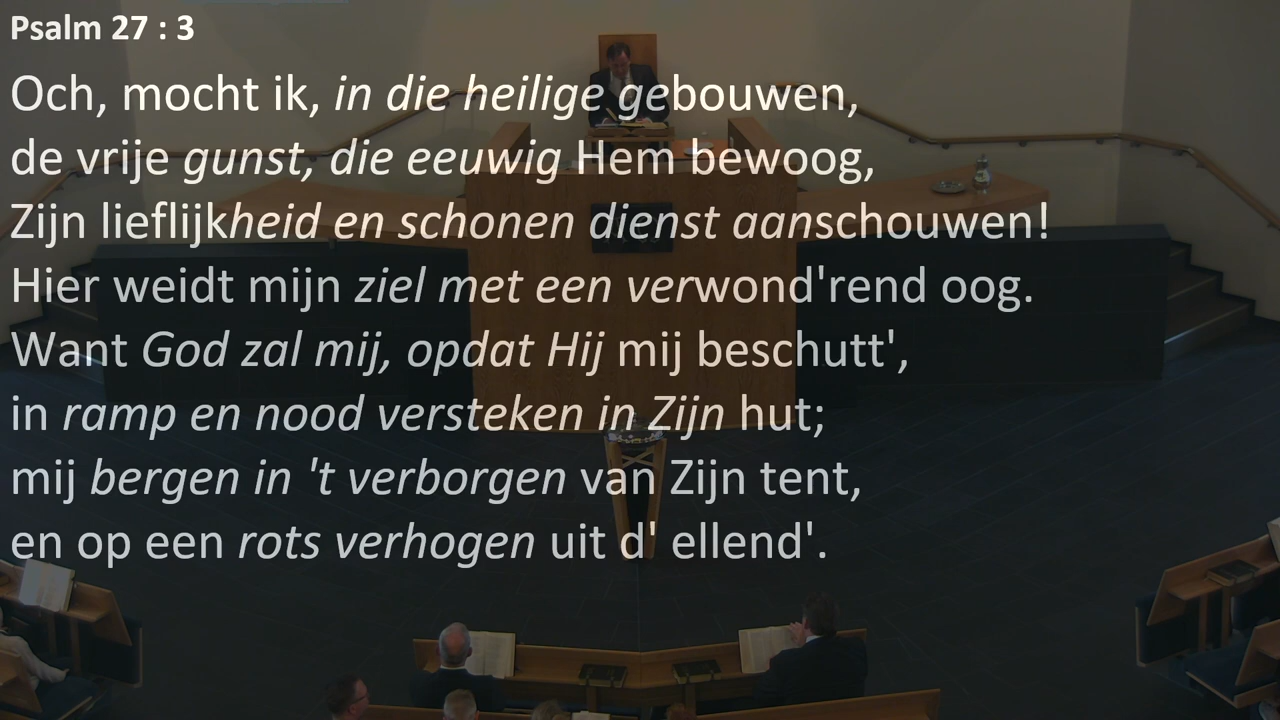 Psalm 27 : 3
Och, mocht ik, in die heilige gebouwen,
de vrije gunst, die eeuwig Hem bewoog,
Zijn lieflijkheid en schonen dienst aanschouwen!
Hier weidt mijn ziel met een verwond'rend oog.
Want God zal mij, opdat Hij mij beschutt',
in ramp en nood versteken in Zijn hut;
mij bergen in 't verborgen van Zijn tent,
en op een rots verhogen uit d' ellend'.